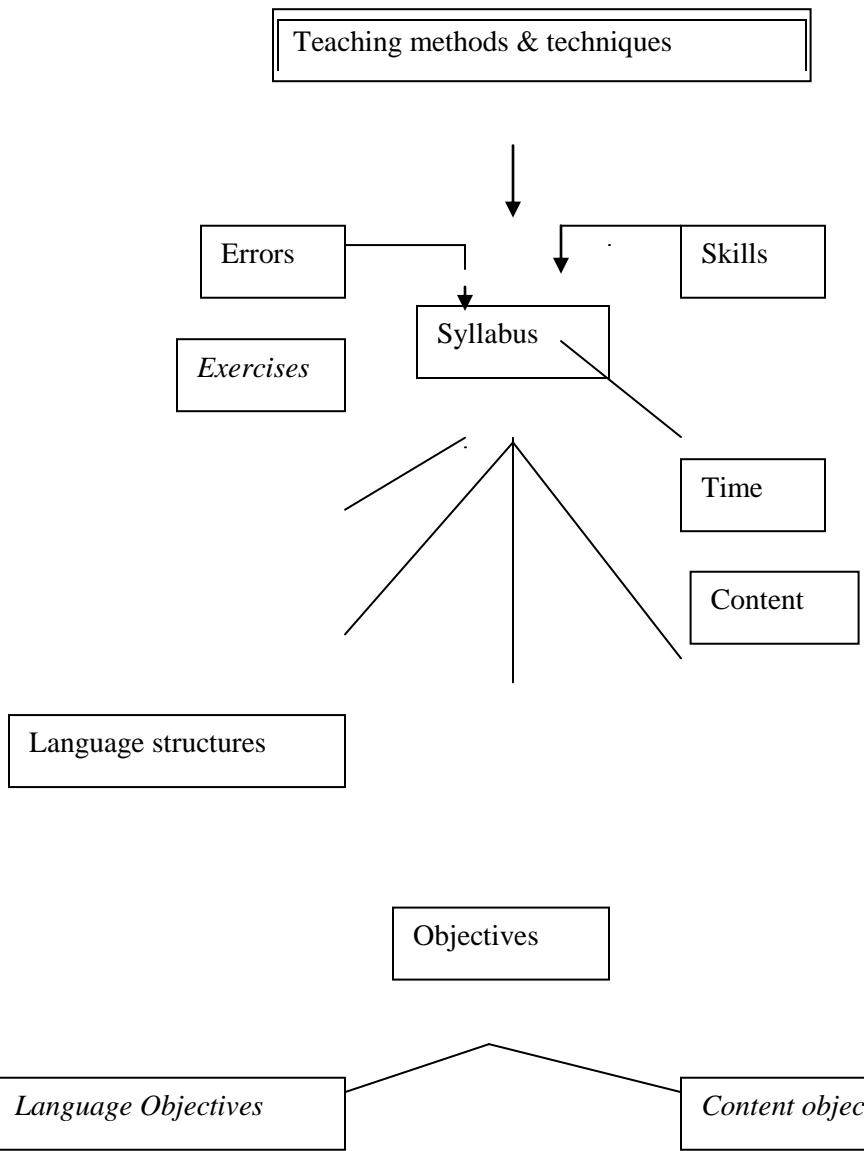 Teaching methods & techniques
Errors
Skills
Syllabus
Exercises
Time
Content
Language structures
Objectives
Language Objectives
Content objec